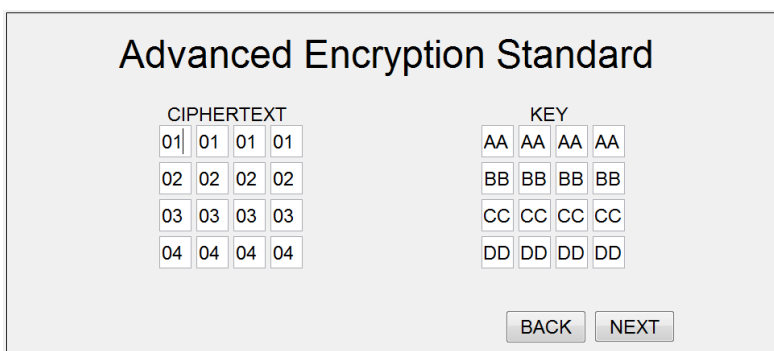 Advanced Encryption Standard
CIPHERTEXT KEY
01 01 01 01 AA AA AA AA
02 02 02 02 BB BB BB BB
03 03 03 03 CC CC CC CC
04 04 04 04 DD DD DD DD
BACK NEXT